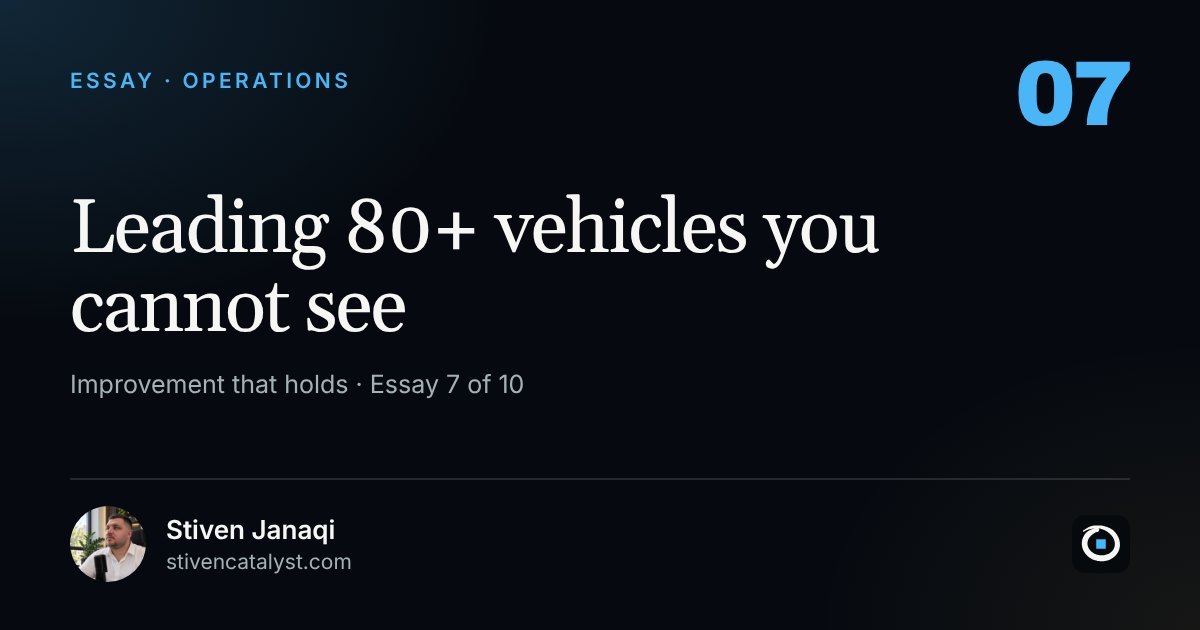 ESSAY · OPERATIONS
07
Leading 80+ vehicles you
cannot see
Improvement that holds · Essay 7 of 10
Stiven Janaqi
stivencatalyst.com